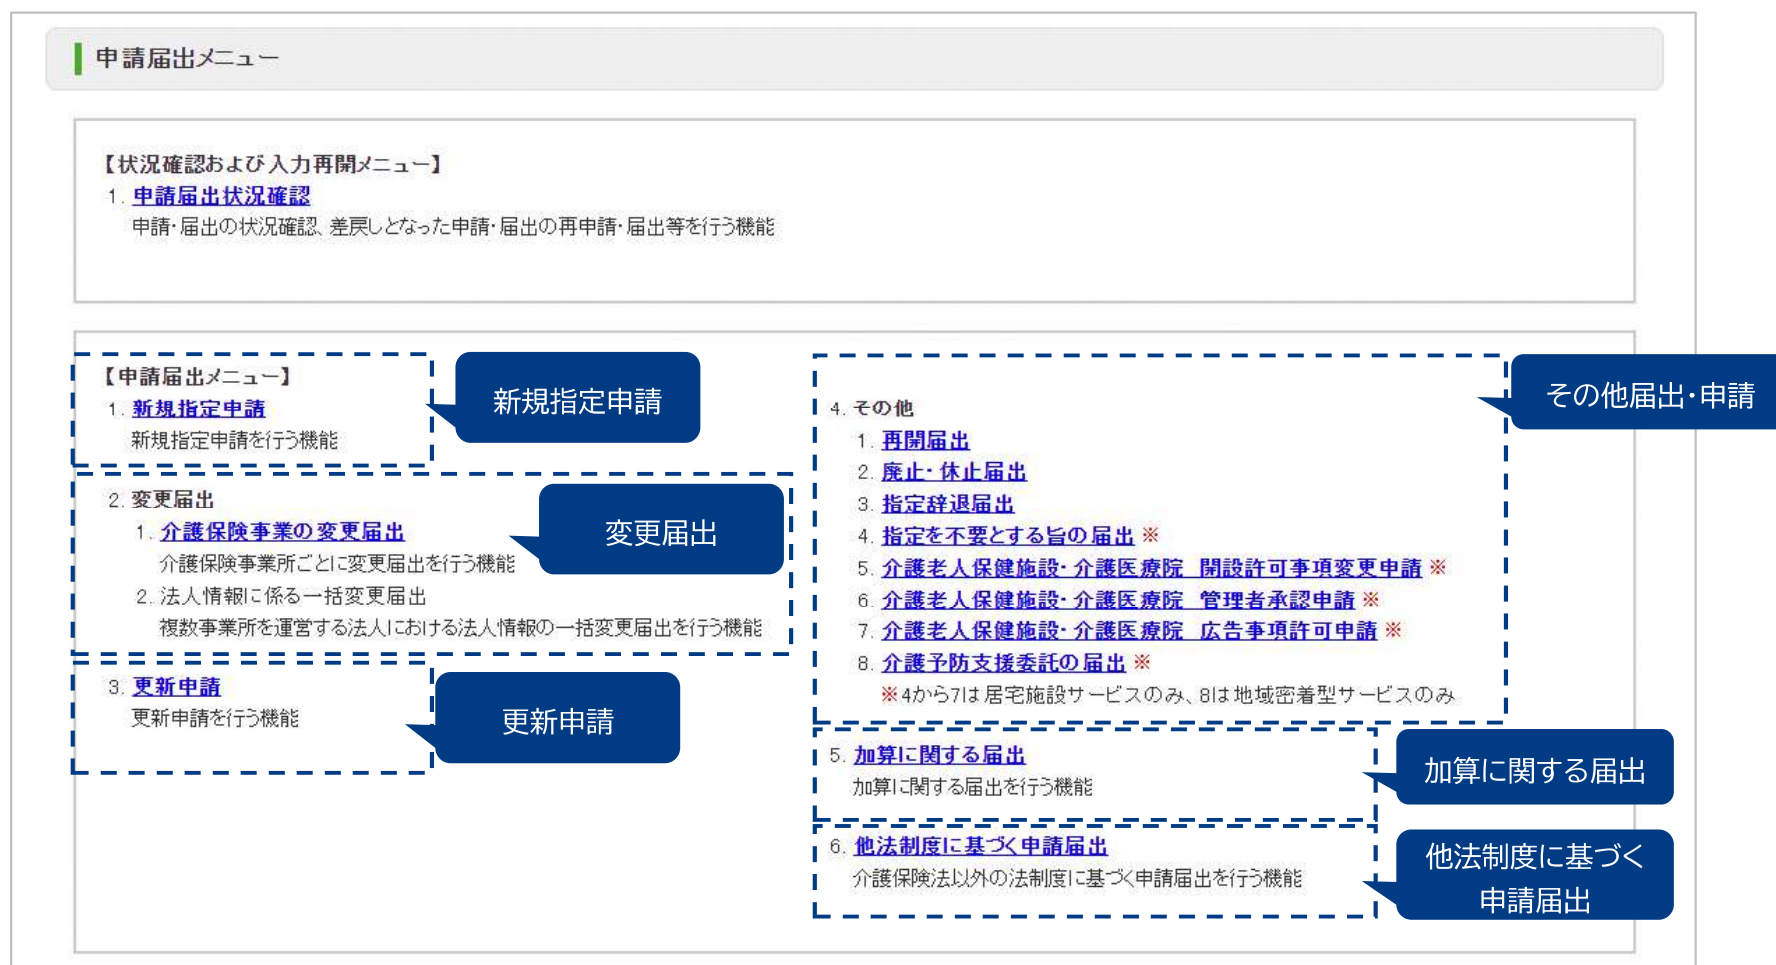 申請届出メニュー
【状況確認および入力再開メニュー】
1. 申請届出状況確認
申請・届出の状況確認、差戻しとなった申請・届出の再申請・届出等を行う機能
【申請届出メニュー】
1. 新規指定申請
新規指定申請を行う機能
新規指定申請
2. 変更届出
1. 介護保険事業の変更届出
介護保険事業所ごとに変更届出を行う機能
2. 法人情報に係る一括変更届出
複数事業所を運営する法人における法人情報の一括変更届出を行う機能
変更届出
3. 更新申請
更新申請を行う機能
更新申請
4. その他
1. 再開届出
2. 廃止・休止届出
3. 指定辞退届出
4. 指定を不要とする旨の届出 ※
5. 介護老人保健施設・介護医療院 開設許可事項変更申請 ※
6. 介護老人保健施設・介護医療院 管理者承認申請 ※
7. 介護老人保健施設・介護医療院 広告事項許可申請 ※
8. 介護予防支援委託の届出 ※
※4から7は居宅施設サービスのみ、8は地域密着型サービスのみ
その他届出・申請
5. 加算に関する届出
加算に関する届出を行う機能
加算に関する届出
6. 他法制度に基づく申請届出
介護保険法以外の法制度に基づく申請届出を行う機能
他法制度に基づく
申請届出